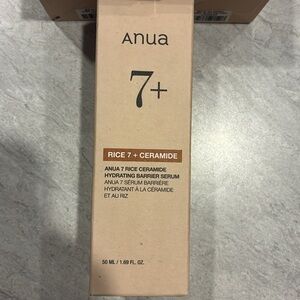 Anua
7+
RICE 7 + CERAMIDE
ANUA 7 RICE CERAMIDE
HYDRATING BARRIER SERUM
ANUA 7 SÉRUM BARRIÈRE
HYDRATANT À LA CÉRAMIDE
ET AU RIZ
50 ML / 1.69 FL. OZ.